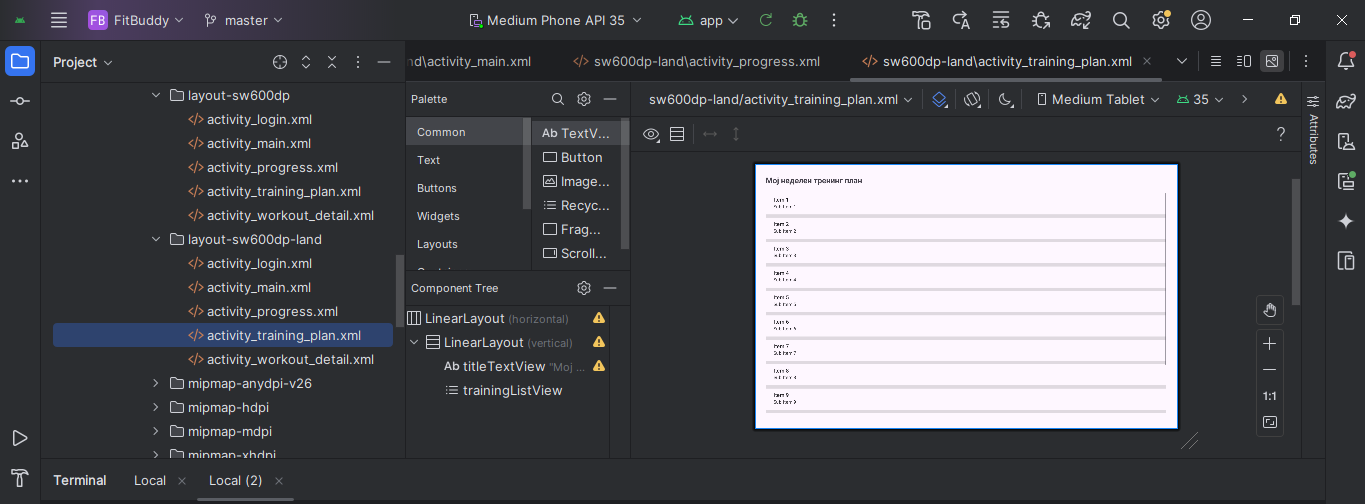 FB FitBuddy master Medium Phone API 35 app
Project
nd\activity_main.xml sw600dp-land\activity_progress.xml sw600dp-land\activity_training_plan.xml
layout-sw600dp
activity_login.xml
activity_main.xml
activity_progress.xml
activity_training_plan.xml
activity_workout_detail.xml
layout-sw600dp-land
activity_login.xml
activity_main.xml
activity_progress.xml
activity_training_plan.xml
activity_workout_detail.xml
mipmap-anydpi-v26
mipmap-hdpi
mipmap-mdpi
mipmap-xhdpi
Palette
Common
Text
Buttons
Widgets
Layouts
Ab TextV...
Button
Image...
Recyc...
Frag...
Scroll...
Component Tree
LinearLayout (horizontal)
LinearLayout (vertical)
Ab titleTextView "Мој ...
trainingListView
sw600dp-land/activity_training_plan.xml Medium Tablet 35
?
Мој неделен тренинг план
Item 1
Sub Item 1
Item 2
Sub Item 2
Item 3
Sub Item 3
Item 4
Sub Item 4
Item 5
Sub Item 5
Item 6
Sub Item 6
Item 7
Sub Item 7
Item 8
Sub Item 8
Item 9
Sub Item 9
1:1
Attributes
Terminal Local Local (2)